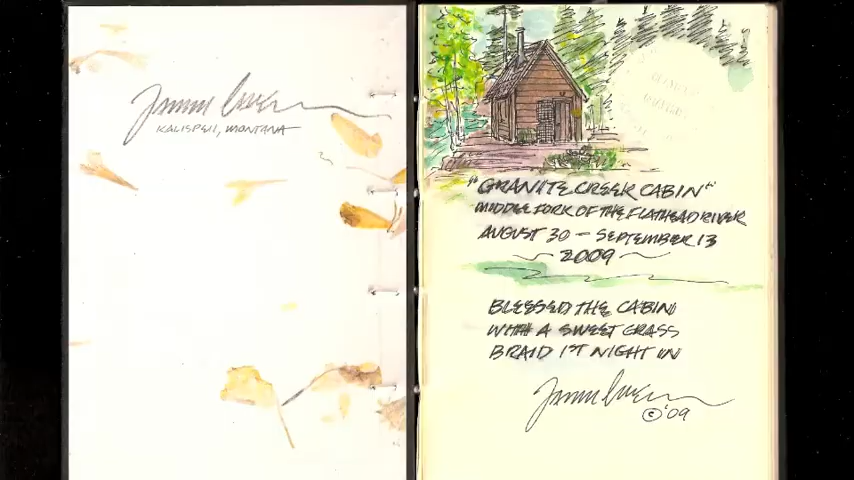 KALISPELL, MONTANA
"GRANITE CREEK CABIN"
MIDDLE FORK OF THE FLATHEAD RIVER
AUGUST 30 - SEPTEMBER 13
2009
BLESSED THE CABIN
WITH A SWEET GRASS
BRAID 1ST NIGHT IN
© '09